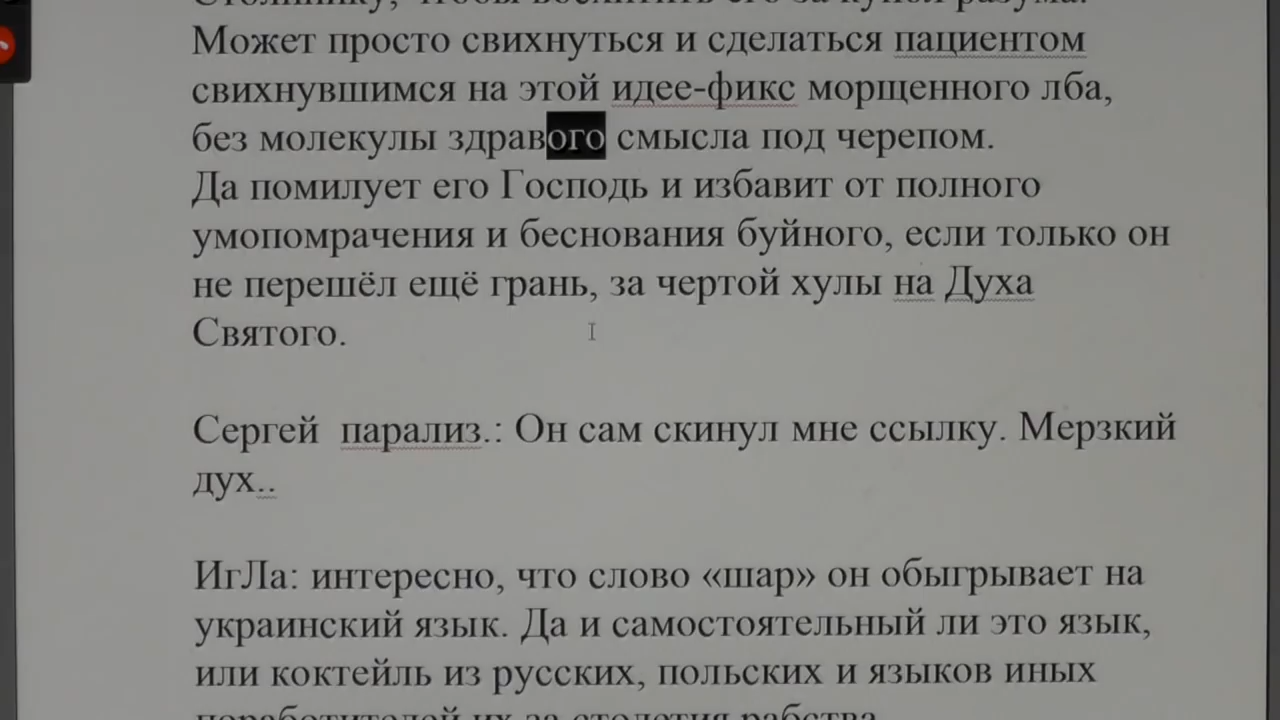 Может просто свихнуться и сделаться пациентом
свихнувшимся на этой идее-фикс морщенного лба,
без молекулы здравого смысла под черепом.
Да помилует его Господь и избавит от полного
умопомрачения и беснования буйного, если только он
не перешёл ещё грань, за чертой хулы на Духа
Святого.
Сергей парализ.: Он сам скинул мне ссылку. Мерзкий
дух..
ИгЛа: интересно, что слово «шар» он обыгрывает на
украинский язык. Да и самостоятельный ли это язык,
или коктейль из русских, польских и языков иных